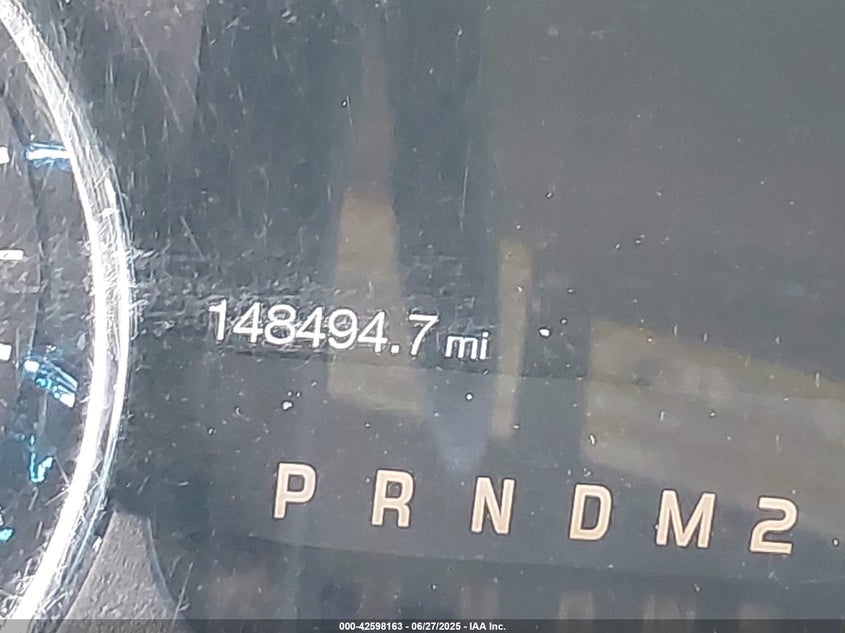 148494.7 mi
P R N D M 2
000-42598163 - 06/27/2025 - IAA Inc.